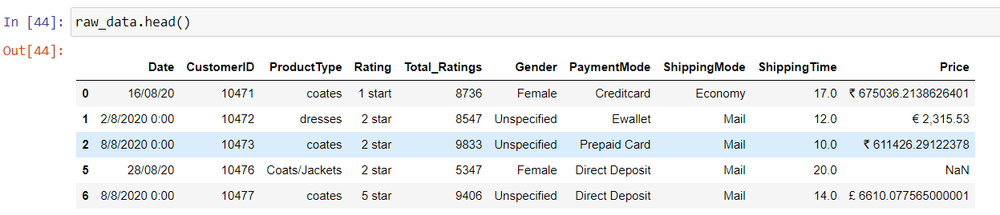 In [44]: raw_data.head()
Out[44]:
Date CustomerID ProductType Rating Total_Ratings Gender PaymentMode ShippingMode ShippingTime Price
0 16/08/20 10471 coates 1 start 8736 Female Creditcard Economy 17.0 ₹ 675036.2138626401
1 2/8/2020 0:00 10472 dresses 2 star 8547 Unspecified Ewallet Mail 12.0 € 2,315.53
2 8/8/2020 0:00 10473 coates 2 star 9833 Unspecified Prepaid Card Mail 10.0 ₹ 611426.29122378
5 28/08/20 10476 Coats/Jackets 2 star 5347 Female Direct Deposit Mail 20.0 NaN
6 8/8/2020 0:00 10477 coates 5 star 9406 Unspecified Direct Deposit Mail 14.0 £ 6610.077565000001